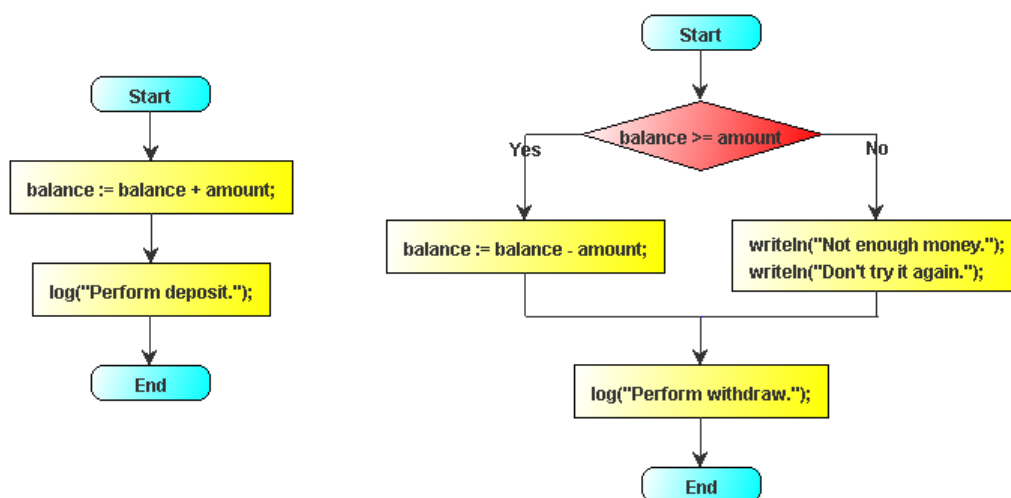 Start
balance := balance + amount;
log("Perform deposit.");
End
Start
balance >= amount
Yes
No
balance := balance - amount;
writeln("Not enough money.");
writeln("Don't try it again.");
log("Perform withdraw.");
End